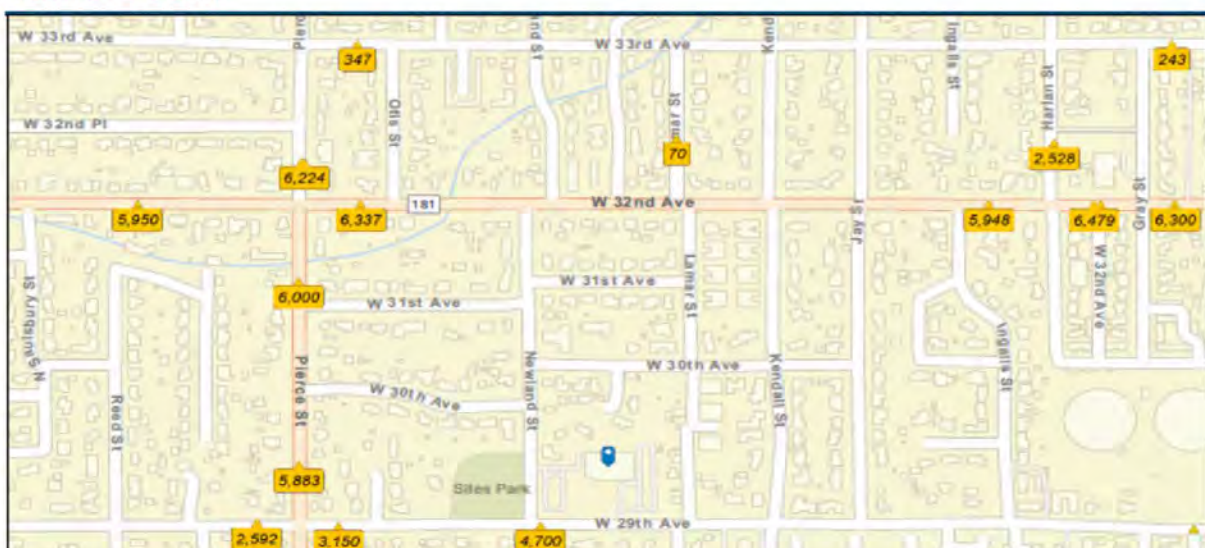 W 33rd Ave
W 33rd Ave
347
243
Ingalls St
Harlan St
Otis St
W 32nd Pl
70
2,528
6,224
181
W 32nd Ave
5,950
6,337
5,948
6,479
6,300
Gray St
Jay St
N Saulsbury St
W 31st Ave
Lamar St
W 32nd Ave
6,000
W 31st Ave
Pierce St
Newland St
W 30th Ave
Kendall St
Ingalls St
Reed St
W 30th Ave
5,883
Sites Park
W 29th Ave
2,592
3,150
4,700